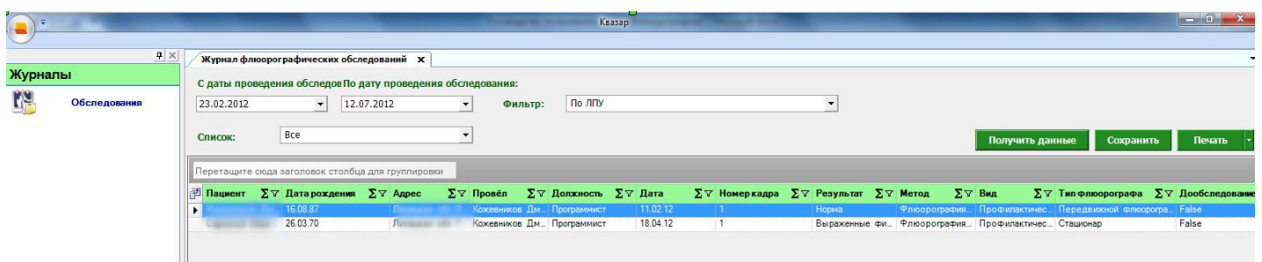 Квазар
Журналы
Обследования
Журнал флюорографических обследований x
С даты проведения обследов По дату проведения обследования:
23.02.2012 12.07.2012 Фильтр: По ЛПУ
Список: Все Получить данные Сохранить Печать
Перетащите сюда заголовок столбца для группировки
Пациент Дата рождения Адрес Провёл Должность Дата Номер кадра Результат Метод Вид Тип флюорографа Дообследование
16.08.87 Кожевников Дм... Программист 11.02.12 1 Норма Флюорография... Профилактичес... Передвижной флюорогра... False
26.03.70 Кожевников Дм... Программист 18.04.12 1 Выраженные фи... Флюорография... Профилактичес... Стационар False